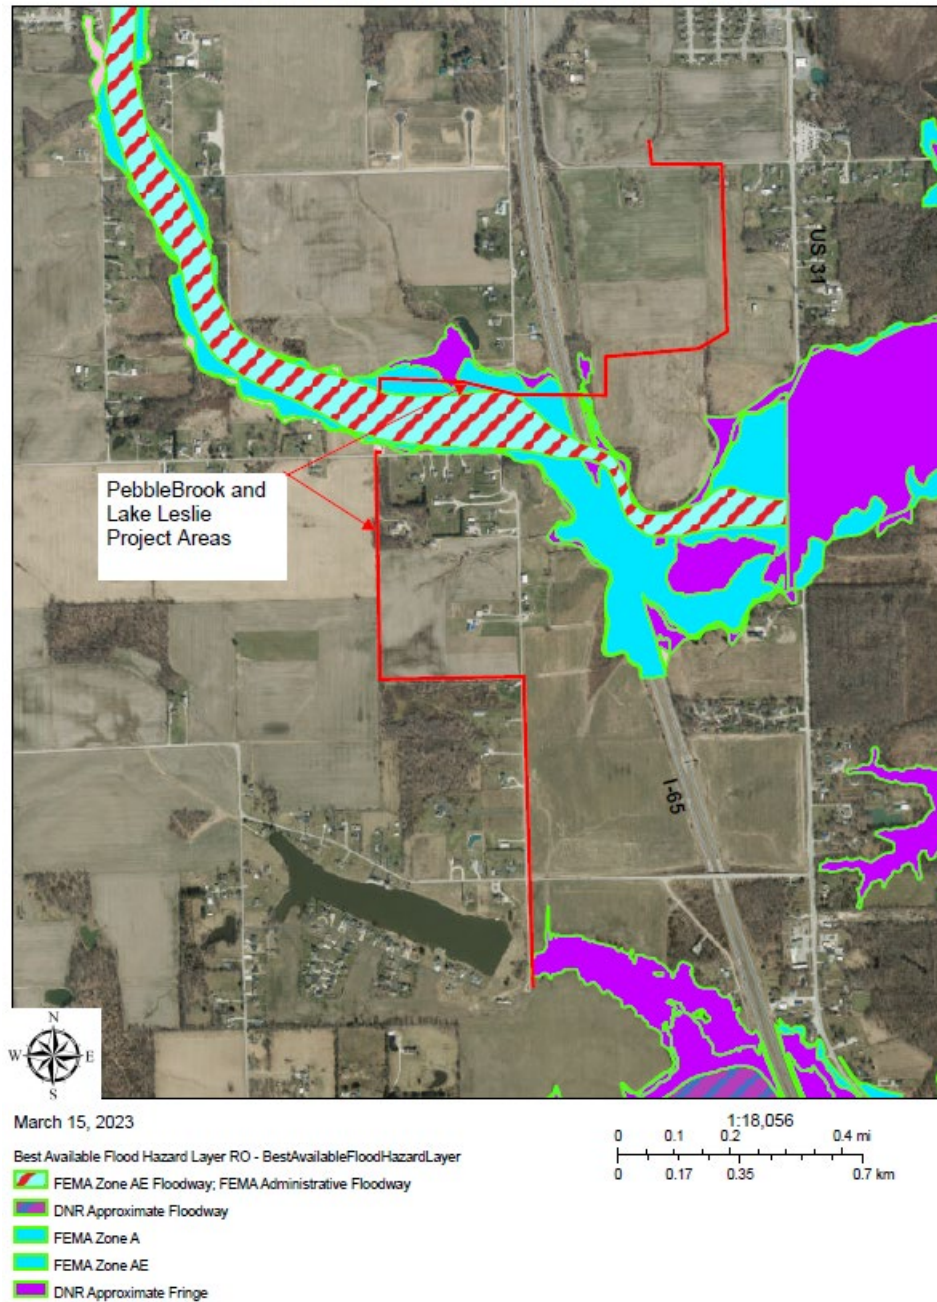 US 31
PebbleBrook and
Lake Leslie
Project Areas
I-65
N
W E
S
March 15, 2023
1:18,056
0 0.1 0.2 0.4 mi
0 0.17 0.35 0.7 km
Best Available Flood Hazard Layer RO - BestAvailableFloodHazardLayer
FEMA Zone AE Floodway; FEMA Administrative Floodway
DNR Approximate Floodway
FEMA Zone A
FEMA Zone AE
DNR Approximate Fringe